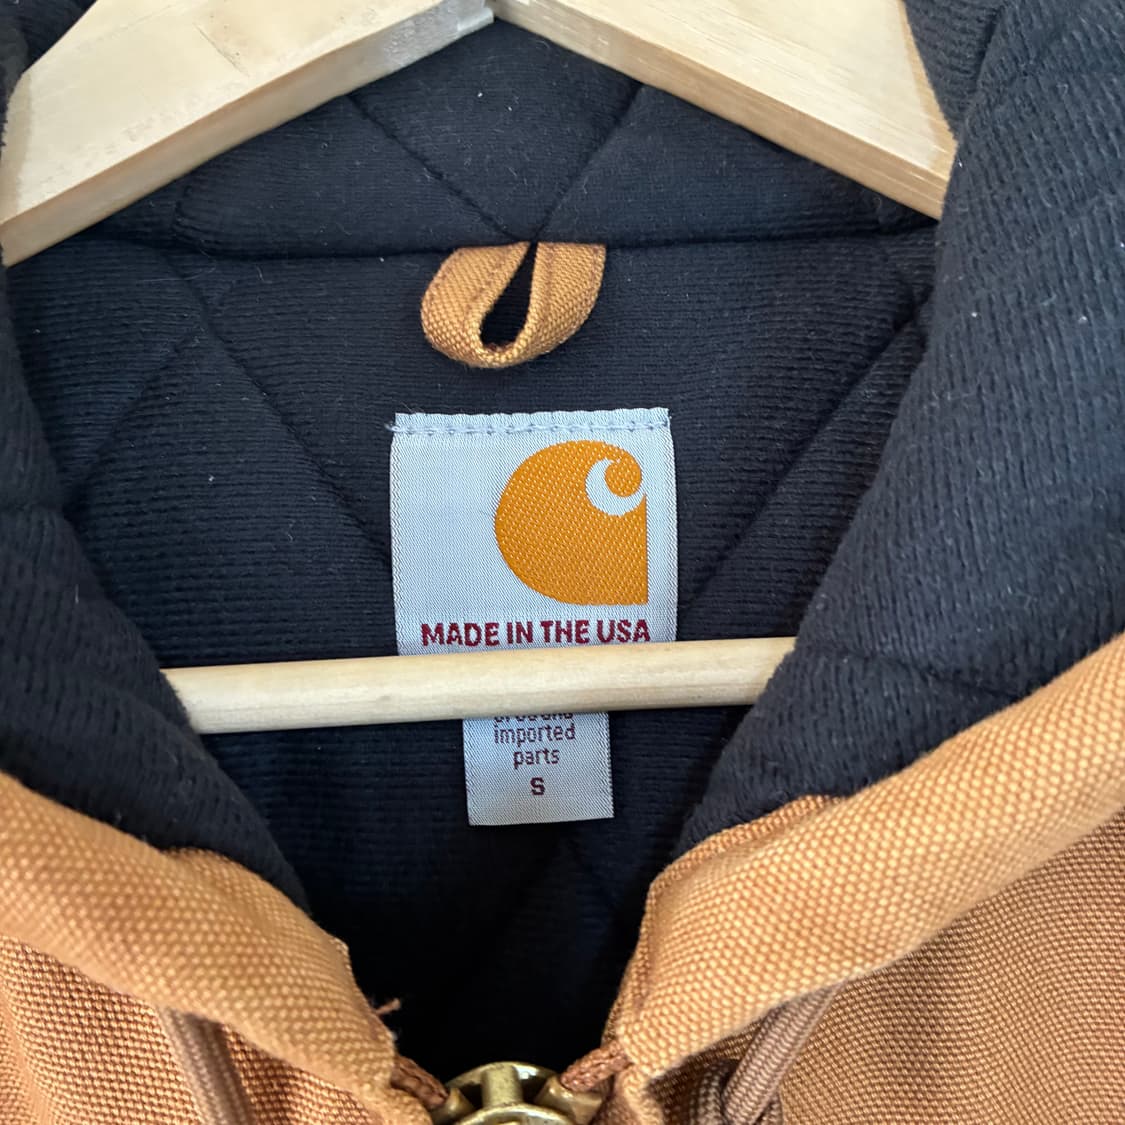 MADE IN THE USA
imported
parts
S